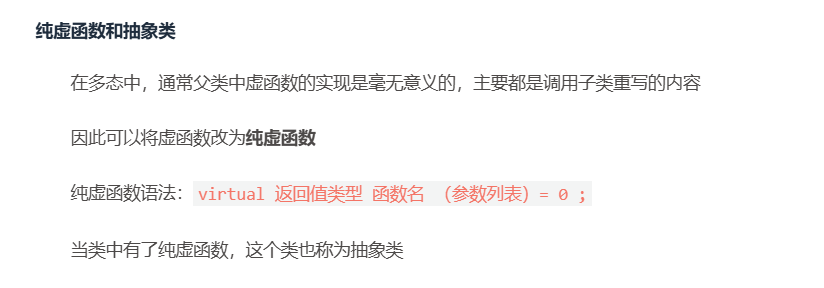 纯虚函数和抽象类
在多态中，通常父类中虚函数的实现是毫无意义的，主要都是调用子类重写的内容
因此可以将虚函数改为纯虚函数
纯虚函数语法：virtual 返回值类型 函数名 （参数列表）= 0 ;
当类中有了纯虚函数，这个类也称为抽象类